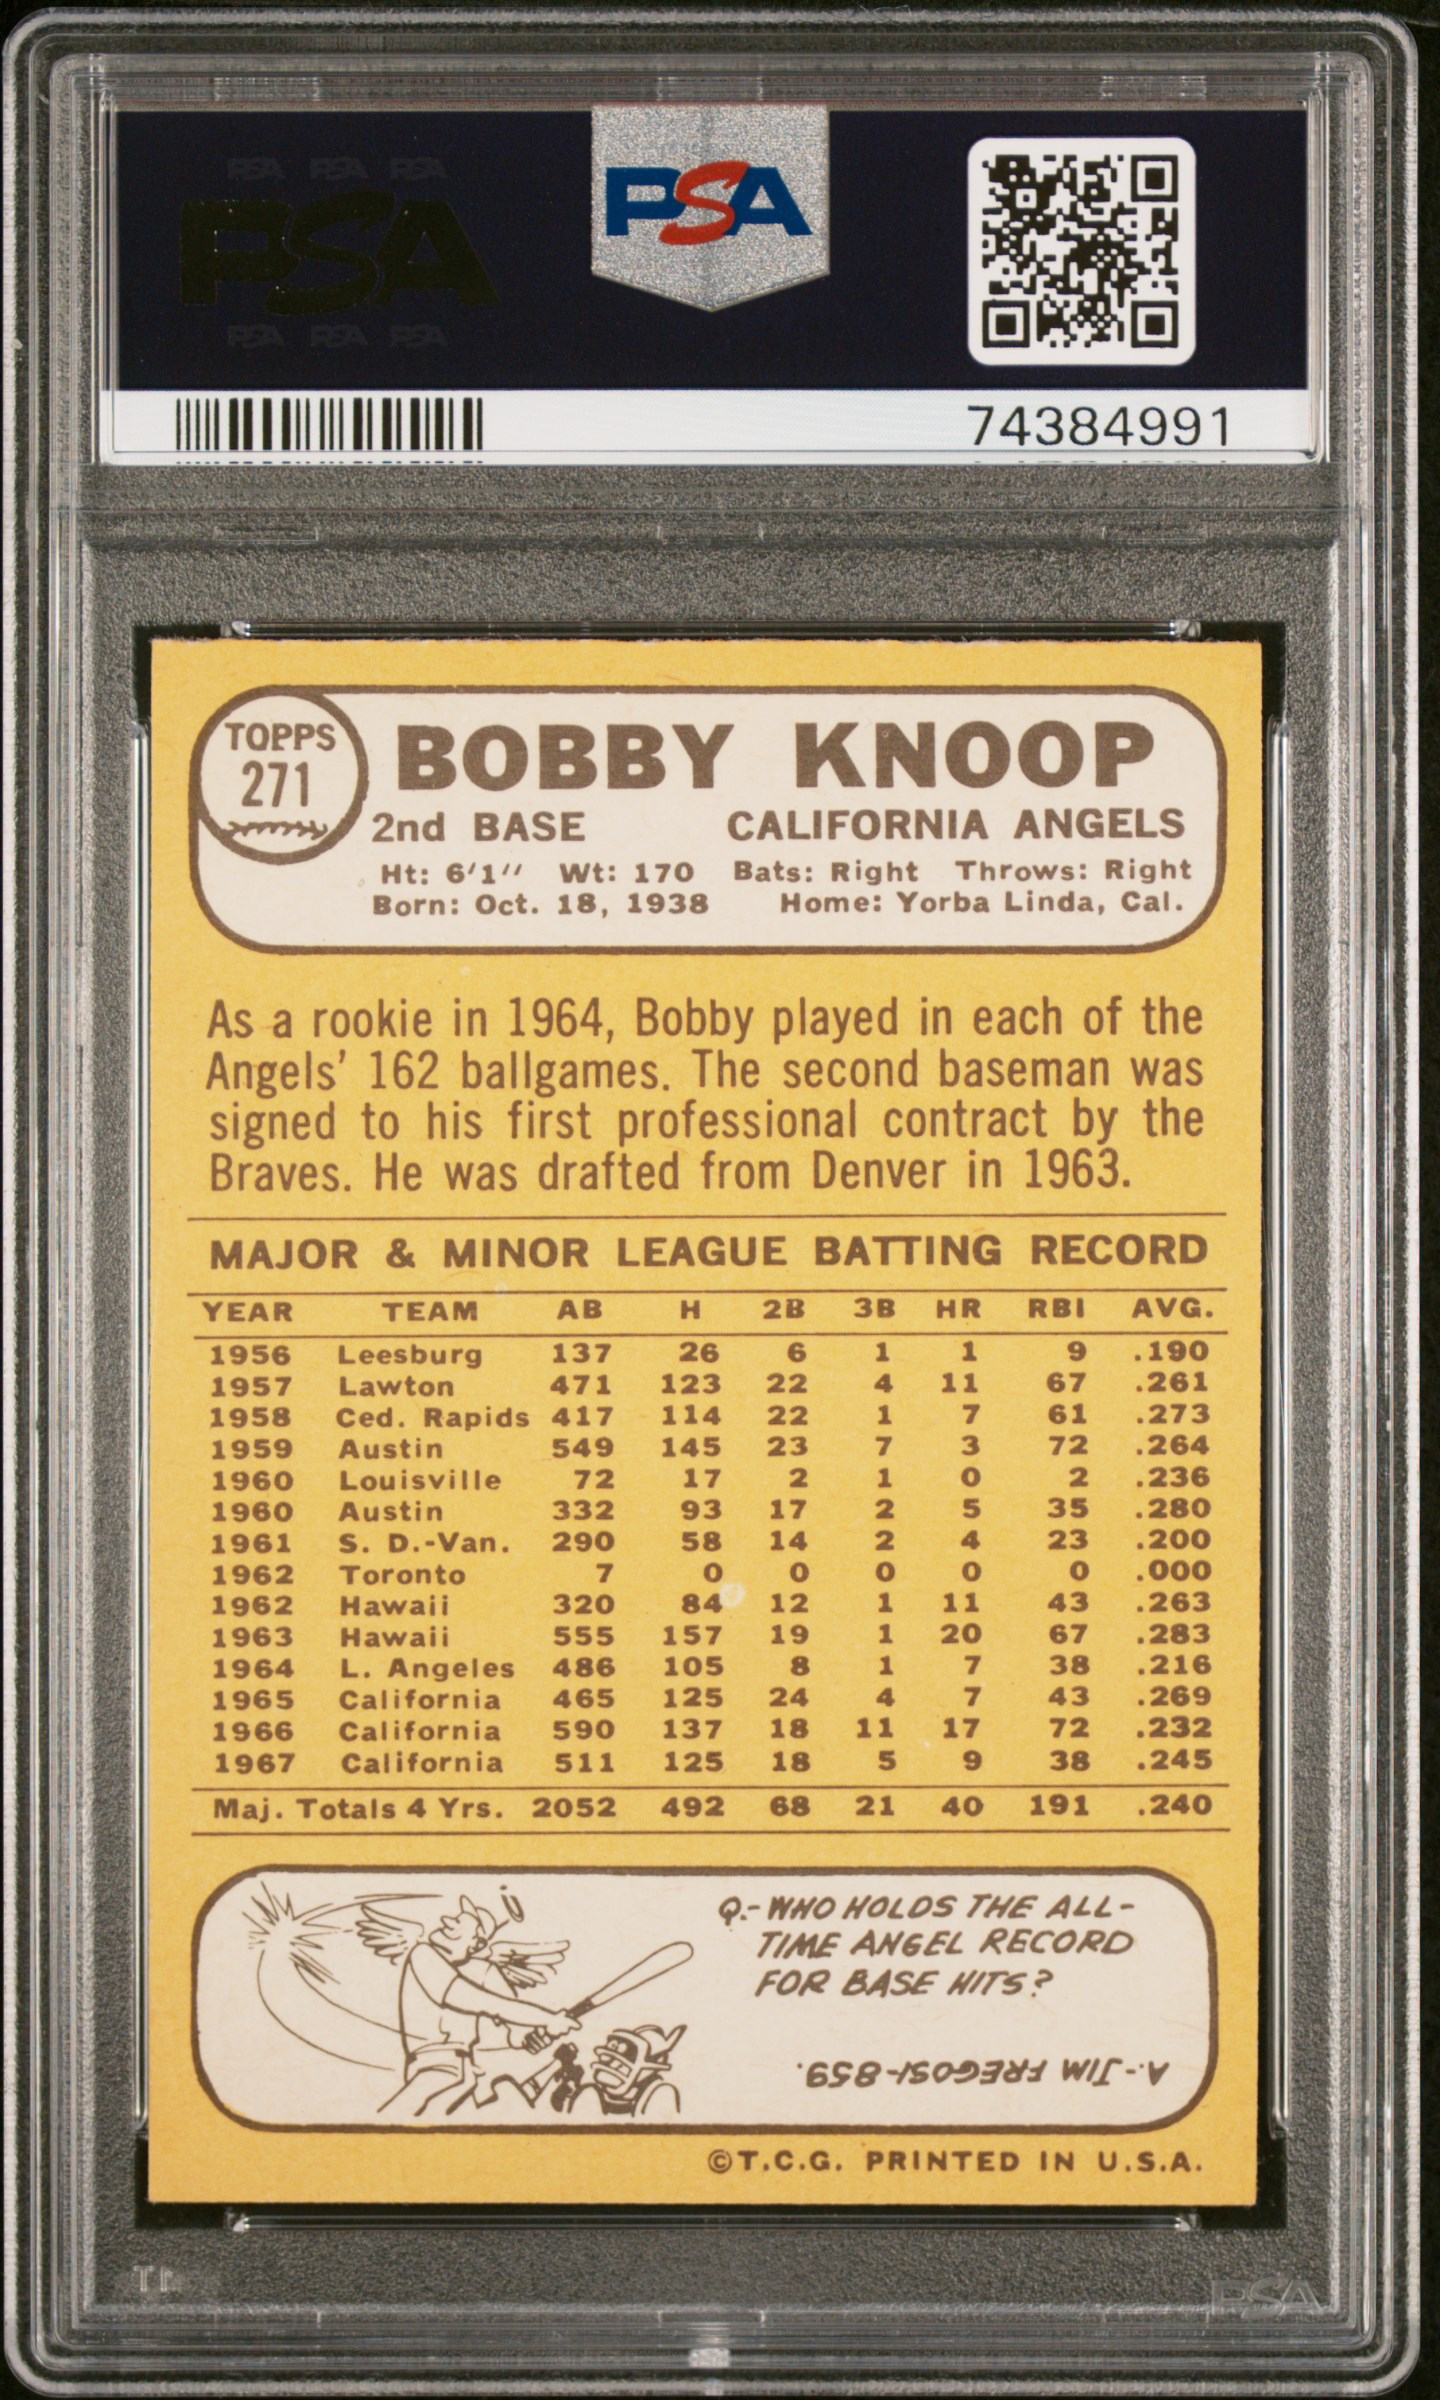 PSA PSA PSA
PSA
PSA PSA PSA
PSA
74384991
TOPPS
271
BOBBY KNOOP
2nd BASE CALIFORNIA ANGELS
Ht: 6'1" Wt: 170 Bats: Right Throws: Right
Born: Oct. 18, 1938 Home: Yorba Linda, Cal.
As a rookie in 1964, Bobby played in each of the
Angels' 162 ballgames. The second baseman was
signed to his first professional contract by the
Braves. He was drafted from Denver in 1963.
MAJOR & MINOR LEAGUE BATTING RECORD
YEAR TEAM AB H 2B 3B HR RBI AVG.
1956 Leesburg 137 26 6 1 1 9 .190
1957 Lawton 471 123 22 4 11 67 .261
1958 Ced. Rapids 417 114 22 1 7 61 .273
1959 Austin 549 145 23 7 3 72 .264
1960 Louisville 72 17 2 1 0 2 .236
1960 Austin 332 93 17 2 5 35 .280
1961 S. D.-Van. 290 58 14 2 4 23 .200
1962 Toronto 7 0 0 0 0 0 .000
1962 Hawaii 320 84 12 1 11 43 .263
1963 Hawaii 555 157 19 1 20 67 .283
1964 L. Angeles 486 105 8 1 7 38 .216
1965 California 465 125 24 4 7 43 .269
1966 California 590 137 18 11 17 72 .232
1967 California 511 125 18 5 9 38 .245
Maj. Totals 4 Yrs. 2052 492 68 21 40 191 .240
Q.- WHO HOLDS THE ALL-
TIME ANGEL RECORD
FOR BASE HITS?
A.- JIM FREGOSI-859.
©T.C.G. PRINTED IN U.S.A.
PSA